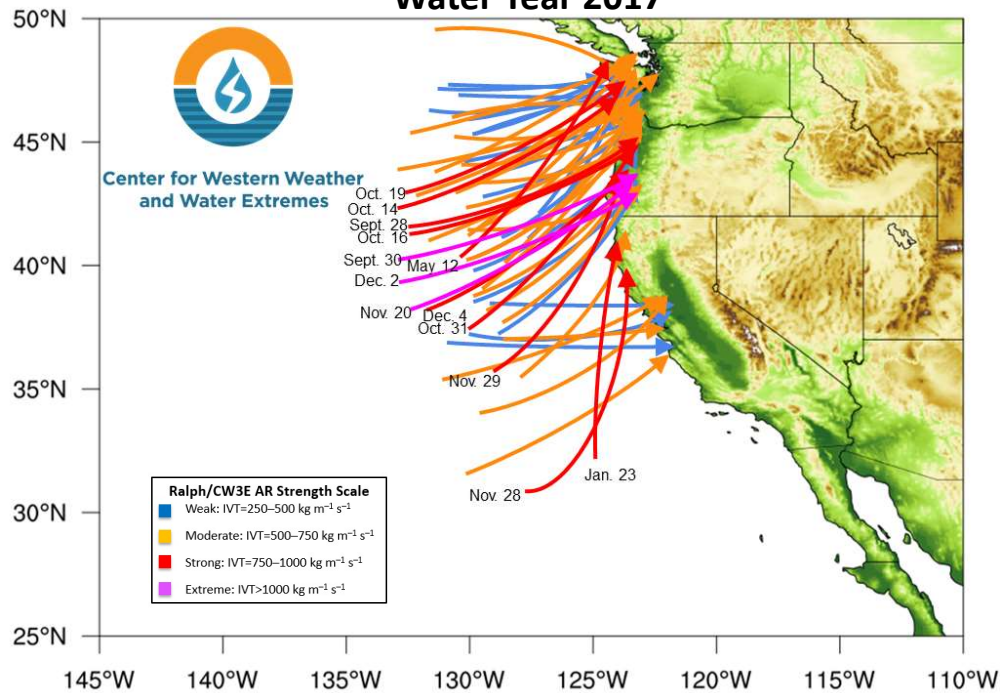 Water Year 2017
50°N
45°N
40°N
35°N
30°N
25°N
Center for Western Weather
and Water Extremes
Oct. 19
Oct. 14
Sept. 28
Oct. 16
Sept. 30
May 12
Dec. 2
Nov. 20
Dec. 4
Oct. 31
Nov. 29
Jan. 23
Nov. 28
Ralph/CW3E AR Strength Scale
Weak: IVT=250–500 kg m⁻¹ s⁻¹
Moderate: IVT=500–750 kg m⁻¹ s⁻¹
Strong: IVT=750–1000 kg m⁻¹ s⁻¹
Extreme: IVT>1000 kg m⁻¹ s⁻¹
145°W
140°W
135°W
130°W
125°W
120°W
115°W
110°W